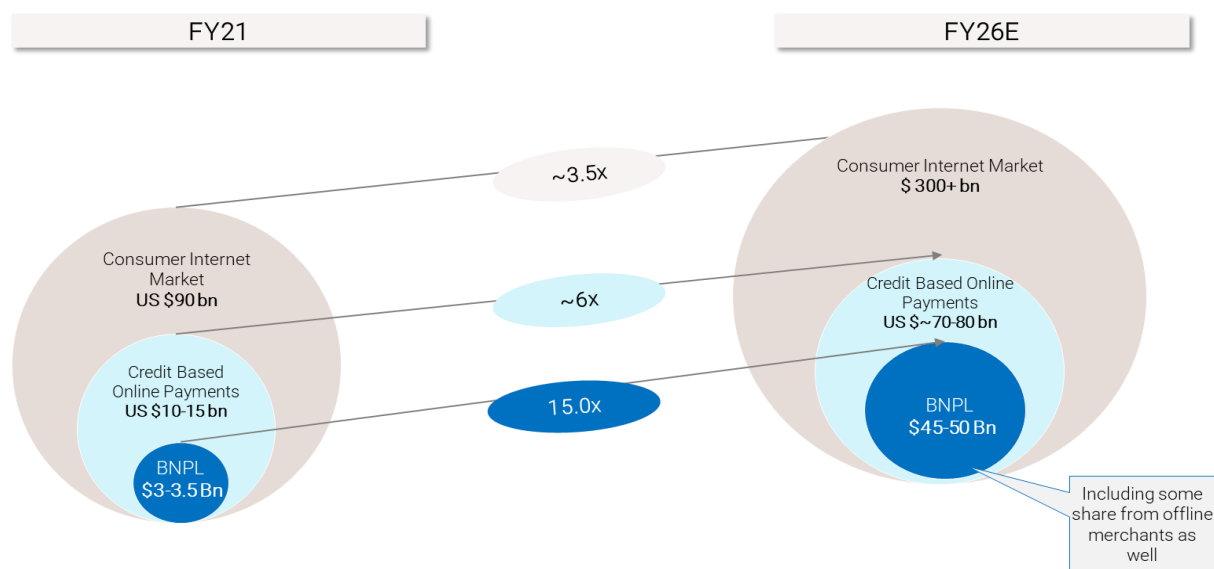 FY21
FY26E
Consumer Internet Market
$ 300+ bn
~3.5x
Consumer Internet
Market
US $90 bn
Credit Based Online
Payments
US $~70-80 bn
~6x
Credit Based
Online Payments
US $10-15 bn
15.0x
BNPL
$45-50 Bn
BNPL
$3-3.5 Bn
Including some
share from offline
merchants as
well